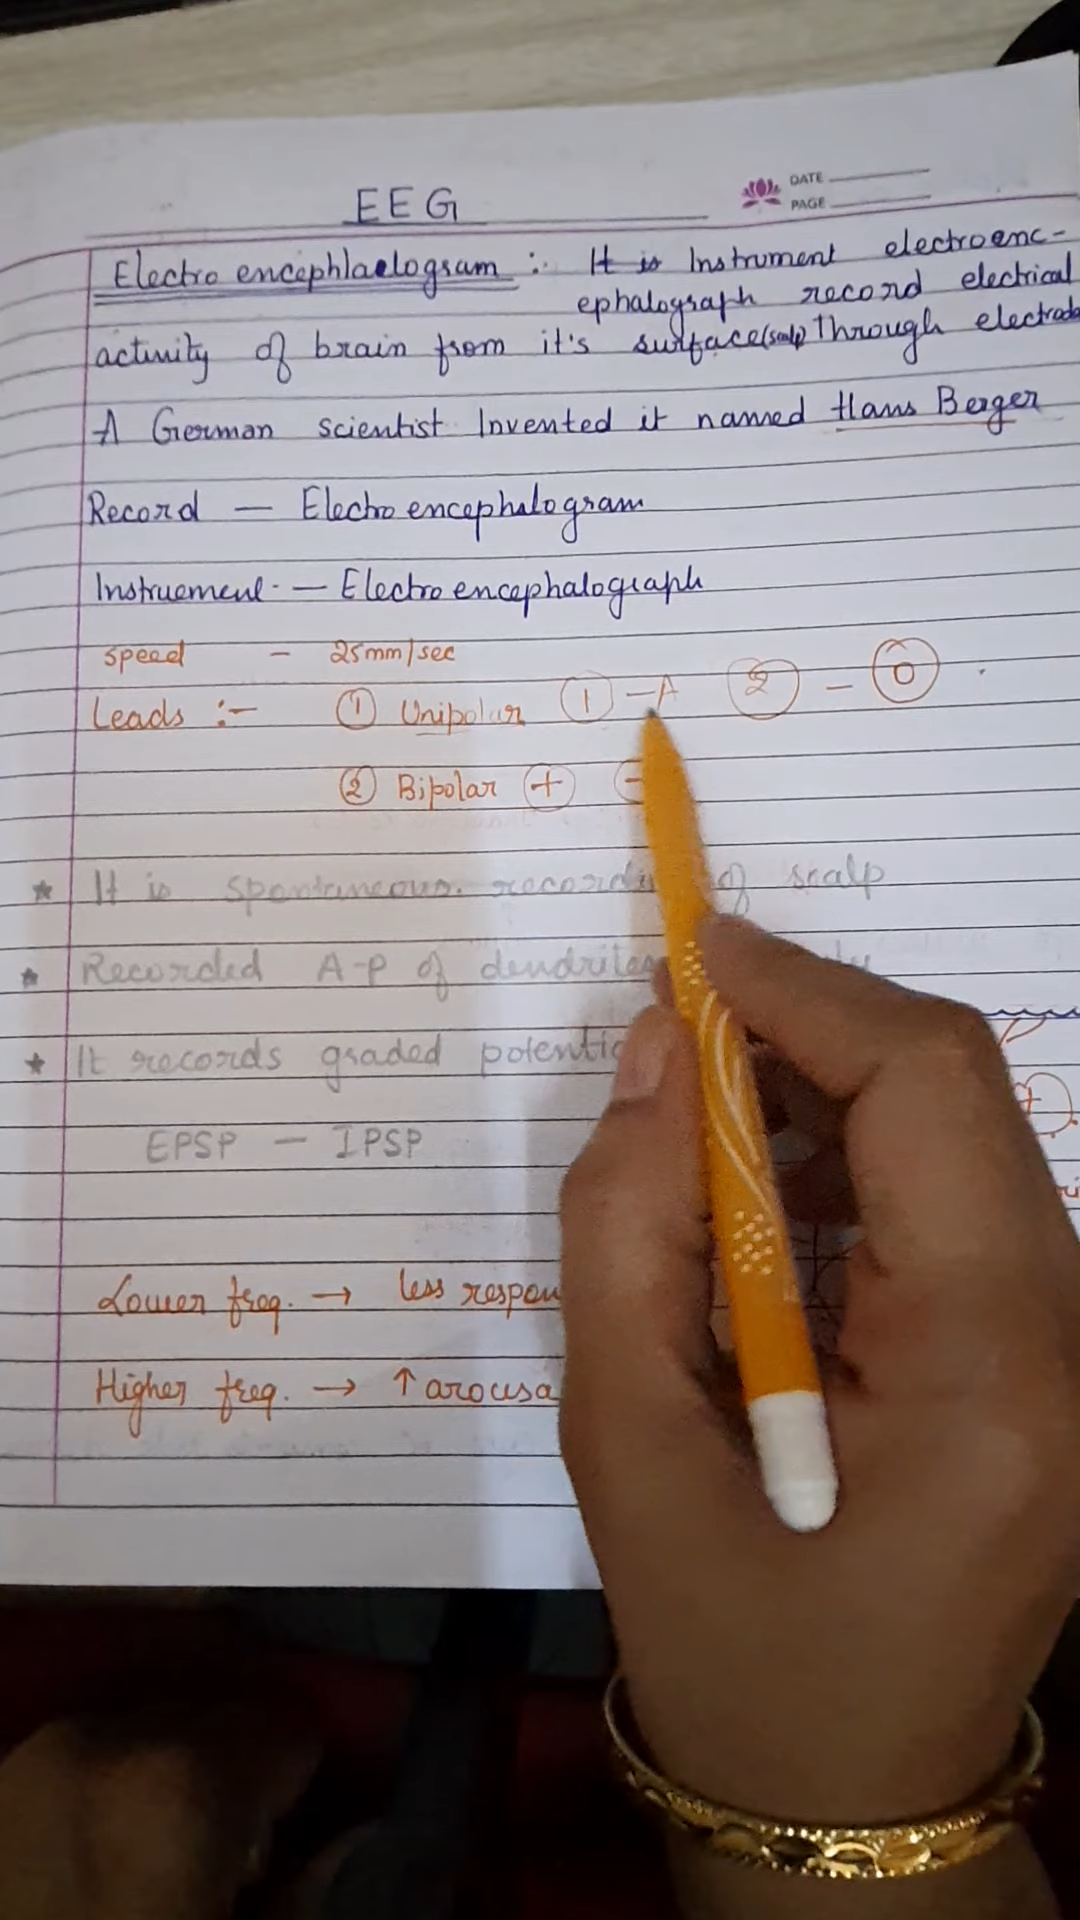 EEG
DATE
PAGE
Electro encephlaelogram :- It is Instrument electroenc-
ephalograph record electrical
activity of brain from it's surface(scalp) Through electrode
A German scientist Invented it named Hans Berger
Record — Electro encephalogram
Instruement - — Electro encephalograph
Speed - 25mm/sec
Leads :- ① Unipolar ① - A ② - ⓪
② Bipolar + -
* It is spontaneous recordi of scalp
* Recorded A-P of dendrites
* It records graded potentia
EPSP - IPSP
+
Lower freq. → less respon
Higher freq. → ↑ arousa